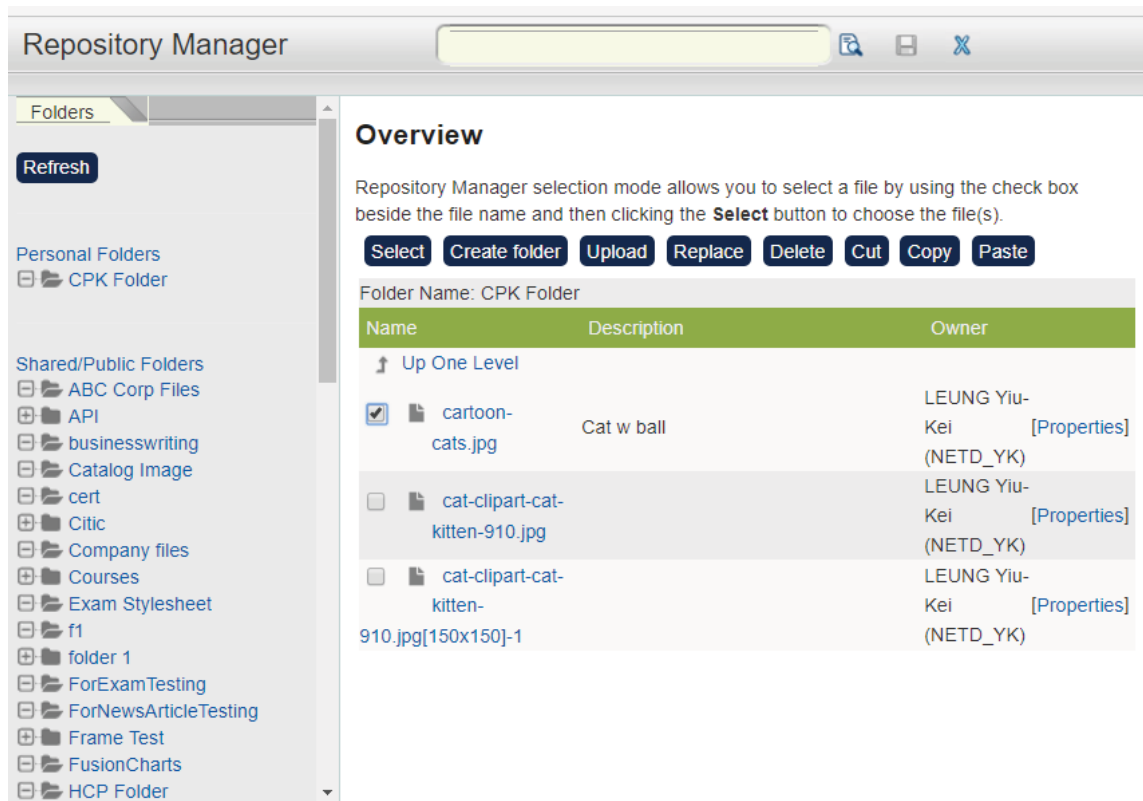 Repository Manager
Folders
Refresh
Personal Folders
CPK Folder
Shared/Public Folders
ABC Corp Files
API
businesswriting
Catalog Image
cert
Citic
Company files
Courses
Exam Stylesheet
f1
folder 1
ForExamTesting
ForNewsArticleTesting
Frame Test
FusionCharts
HCP Folder
Overview
Repository Manager selection mode allows you to select a file by using the check box
beside the file name and then clicking the Select button to choose the file(s).
Select Create folder Upload Replace Delete Cut Copy Paste
Folder Name: CPK Folder
Name Description Owner
Up One Level
cartoon-
cats.jpg
Cat w ball
LEUNG Yiu-
Kei
(NETD_YK)
[Properties]
cat-clipart-cat-
kitten-910.jpg
LEUNG Yiu-
Kei
(NETD_YK)
[Properties]
cat-clipart-cat-
kitten-
910.jpg[150x150]-1
LEUNG Yiu-
Kei
(NETD_YK)
[Properties]